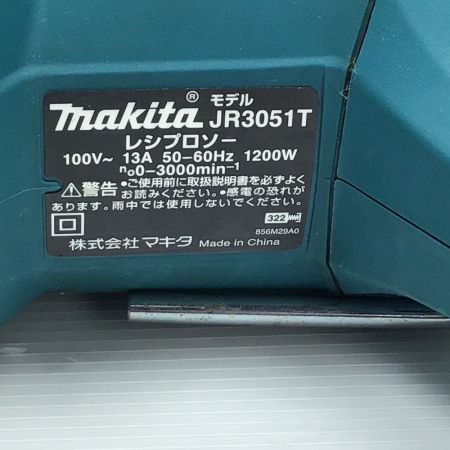 モデル
makita® JR3051T
レシプロソー
100V～ 13A 50-60Hz 1200W
n₀0-3000min⁻¹
⚠警告 •ご使用前に取扱説明書を必ずよく
お読みください。•感電の恐れが
あります。雨中では使用しないでください。
322
856M29A0
株式会社 マキタ Made in China